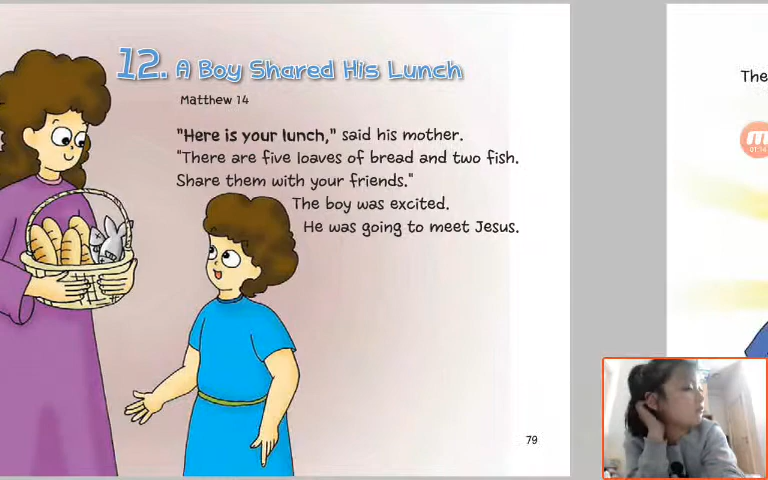 12. A Boy Shared His Lunch
Matthew 14
"Here is your lunch," said his mother.
"There are five loaves of bread and two fish.
Share them with your friends."
The boy was excited.
He was going to meet Jesus.
79
The